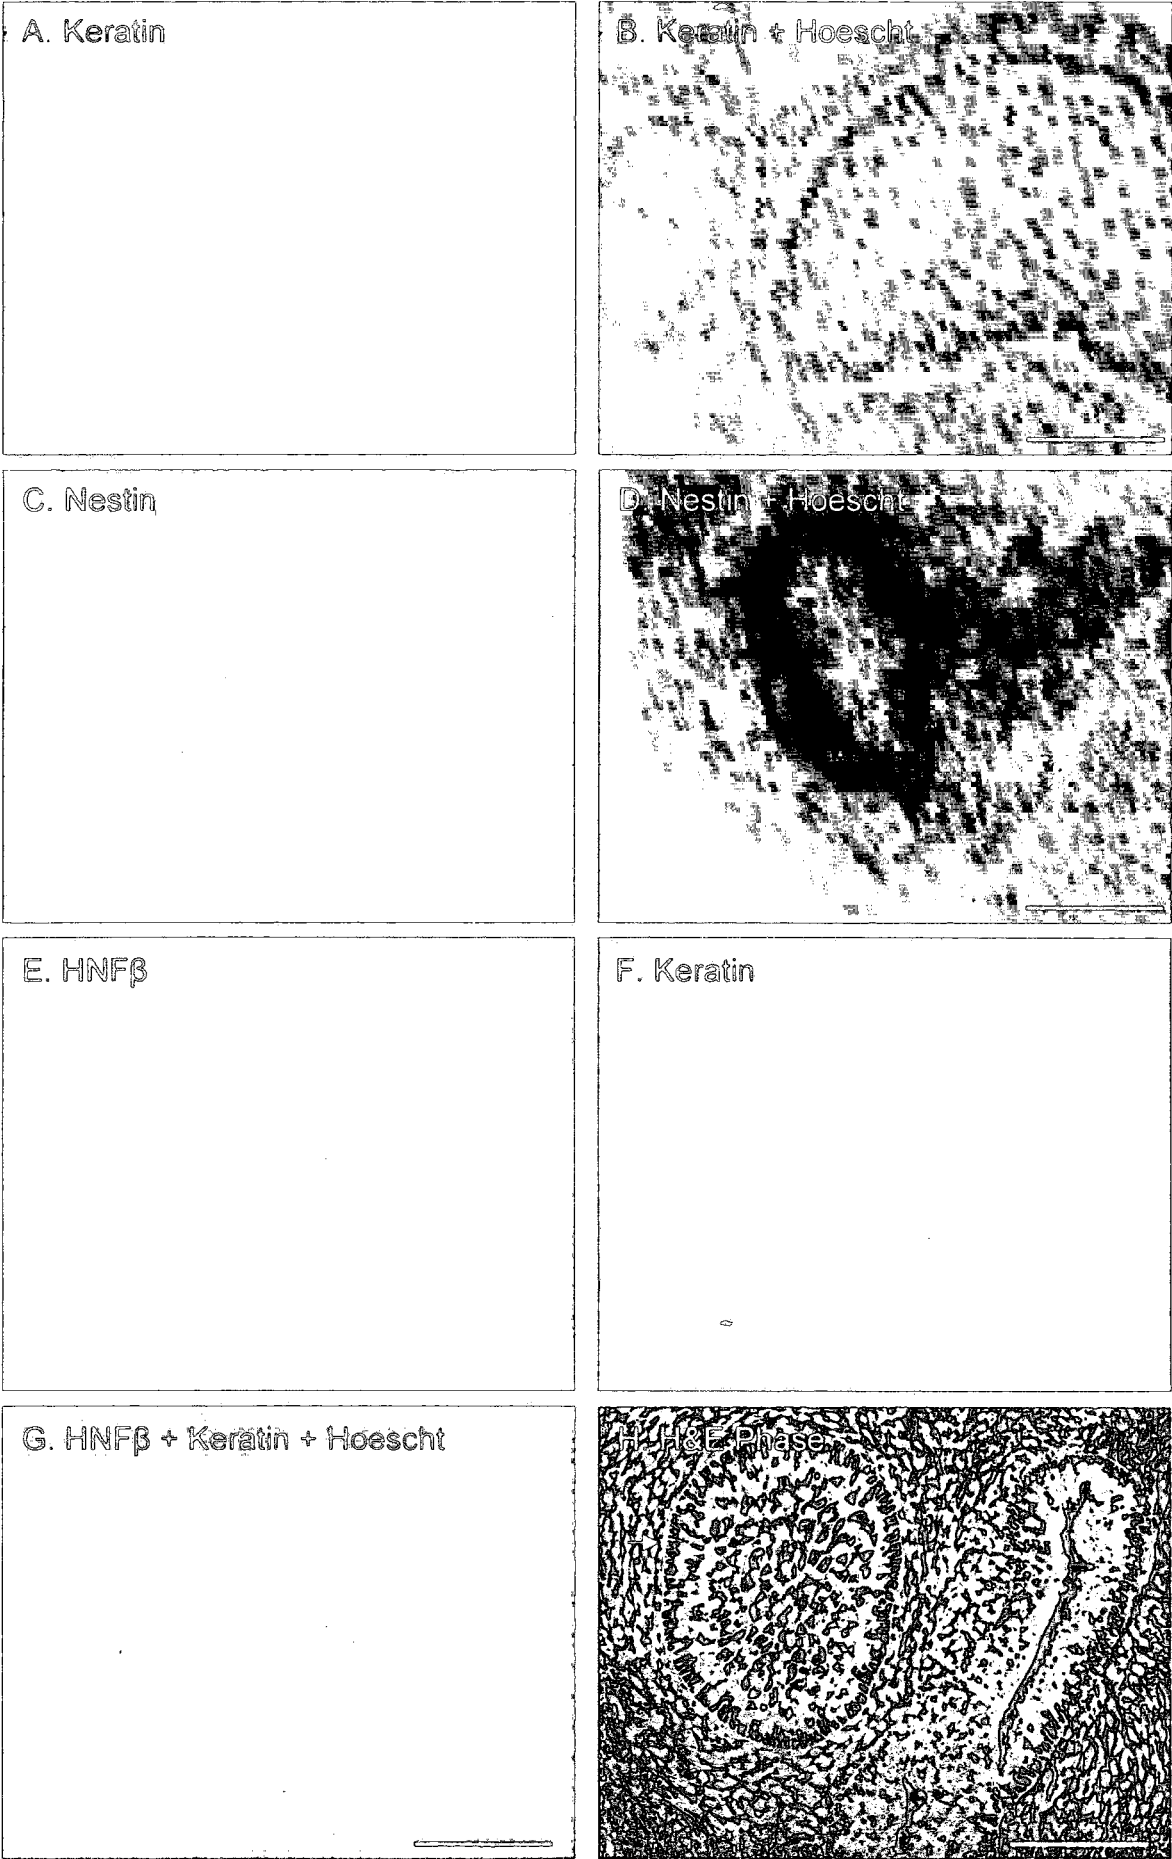 A. Keratin
B. Keratin + Hoescht
C. Nestin
D. Nestin + Hoescht
E. HNFβ
F. Keratin
G. HNFβ + Keratin + Hoescht
H. H&E Phase